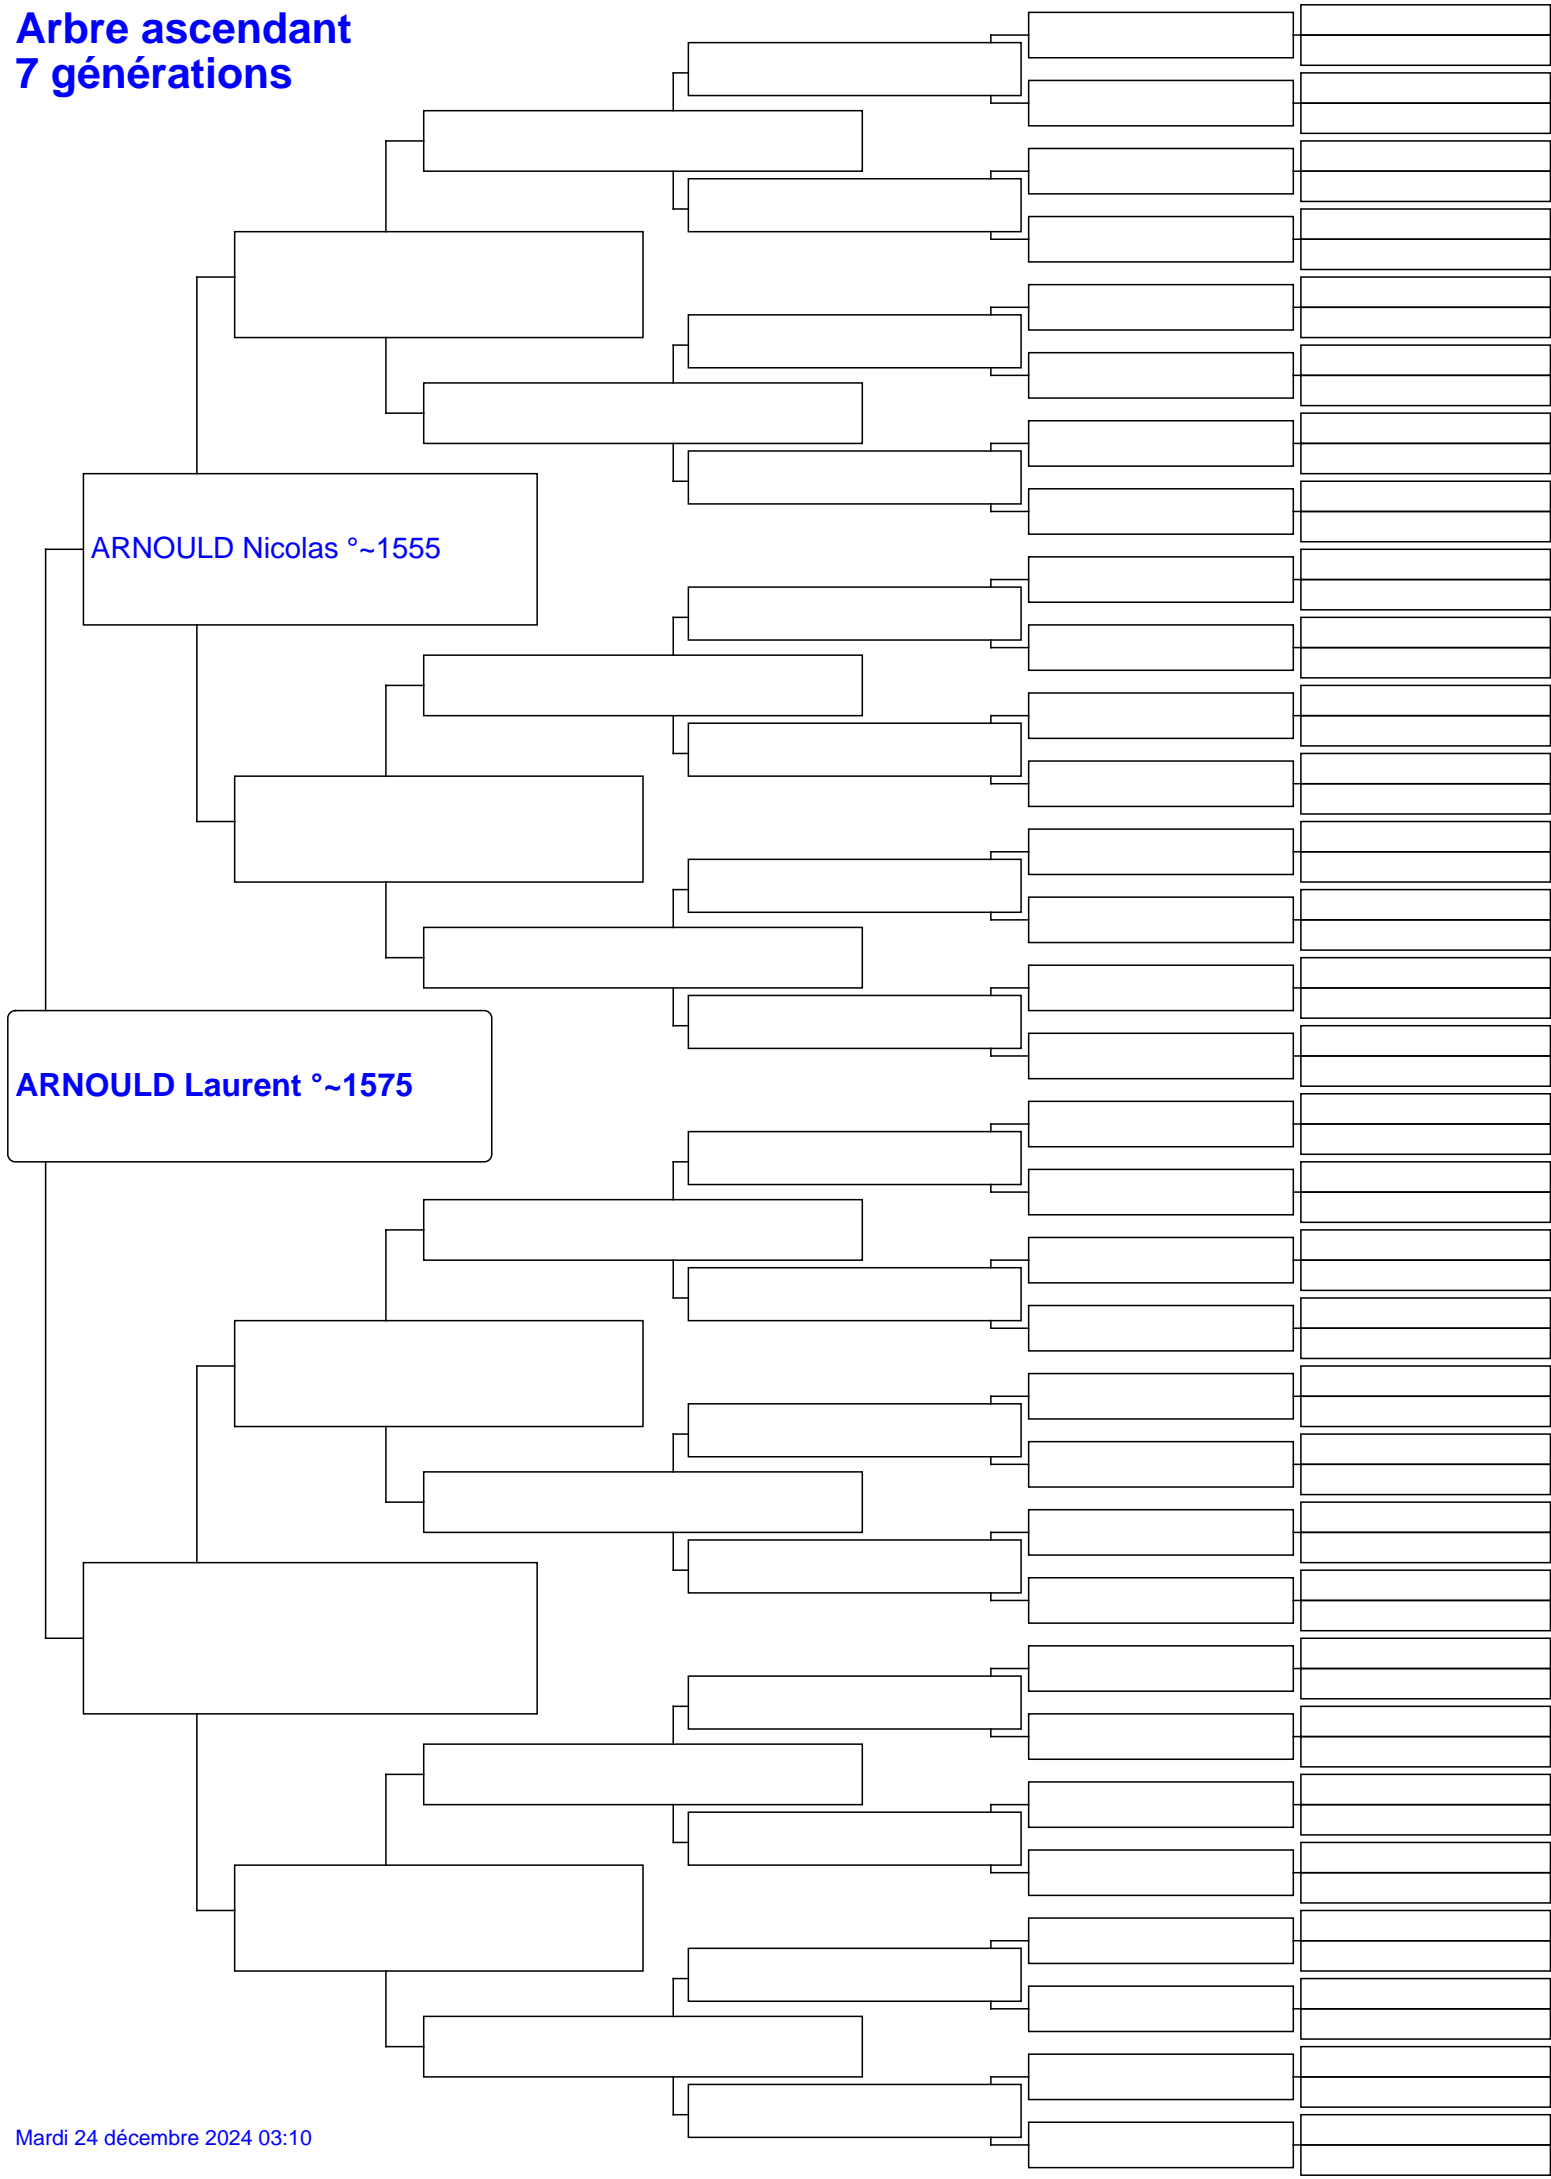 Arbre ascendant
7 générations
ARNOULD Nicolas °~1555
ARNOULD Laurent °~1575
Mardi 24 décembre 2024 03:10